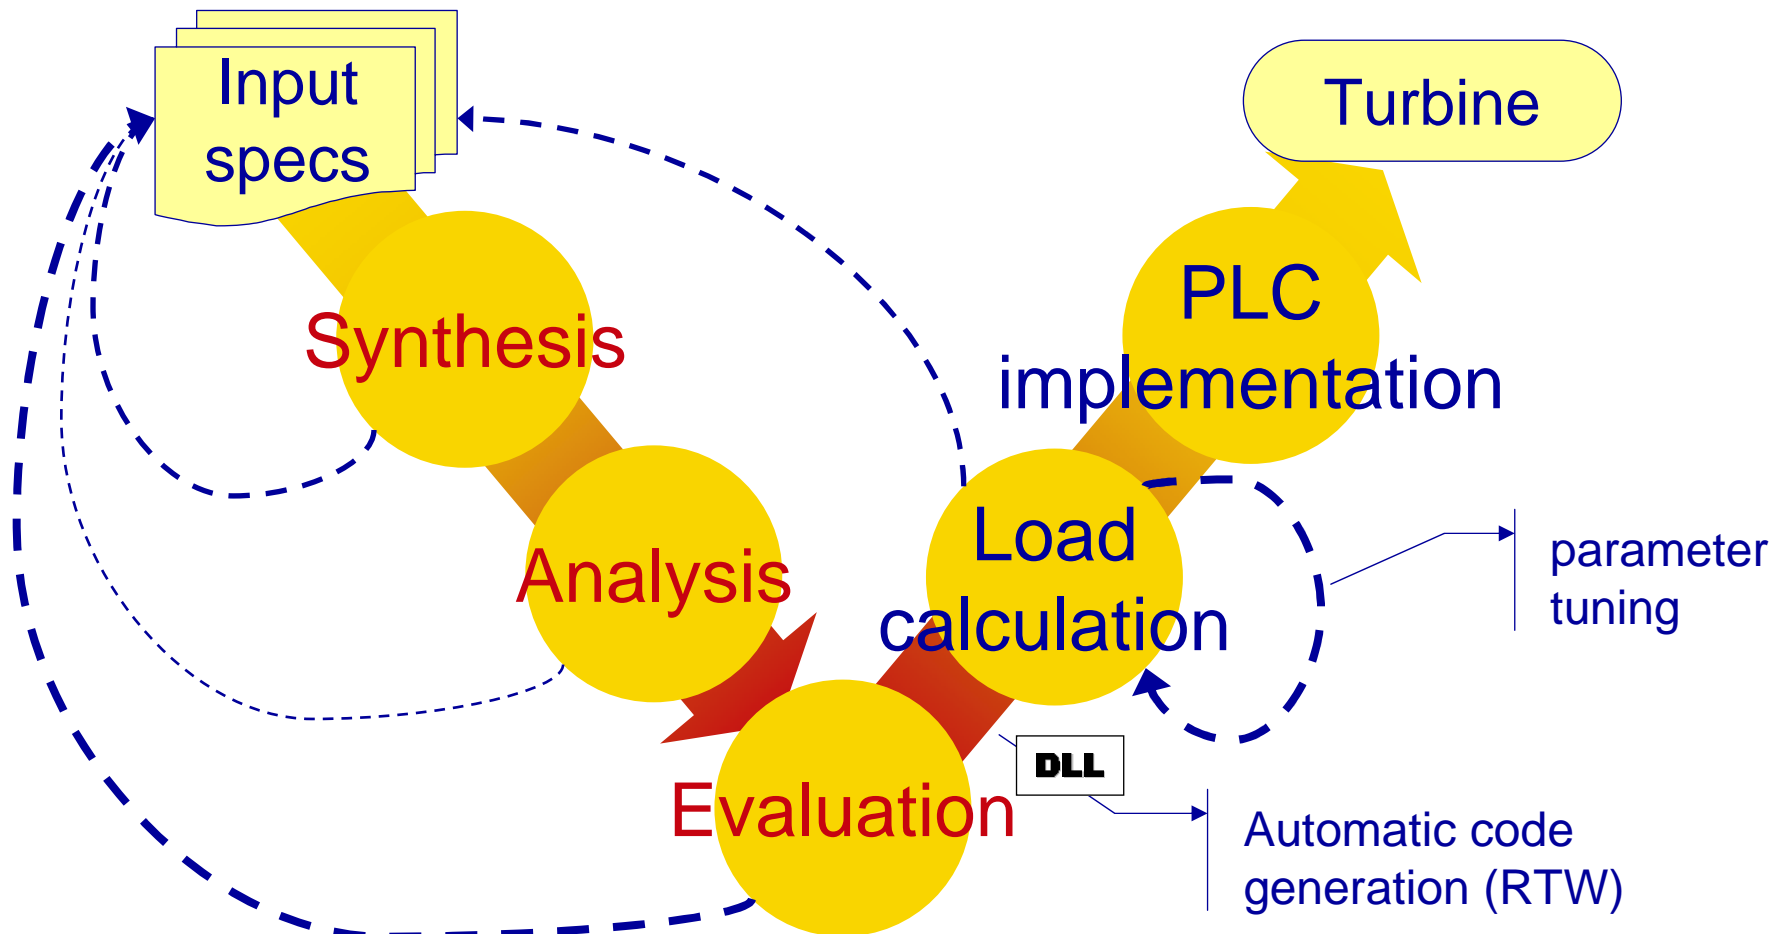 Input
specs
Turbine
Synthesis
PLC
implementation
Analysis
Load
calculation
parameter
tuning
Evaluation
DLL
Automatic code
generation (RTW)